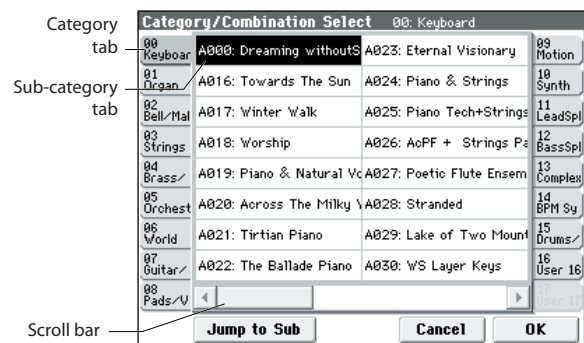 Category/Combination Select 00: Keyboard
Category tab
Sub-category tab
Scroll bar
00 Keyboar
01 Organ
02 Bell/Mal
03 Strings
04 Brass/
05 Orchest
06 World
07 Guitar/
08 Pads/V
A000: Dreaming withoutS
A016: Towards The Sun
A017: Winter Walk
A018: Worship
A019: Piano & Natural Vo
A020: Across The Milky
A021: Tirtian Piano
A022: The Ballade Piano
A023: Eternal Visionary
A024: Piano & Strings
A025: Piano Tech+Strings
A026: AcPF + Strings Pa
A027: Poetic Flute Ensem
A028: Stranded
A029: Lake of Two Mount
A030: WS Layer Keys
09 Motion
10 Synth
11 LeadSpl
12 BassSpl
13 Complex
14 BPM Sy
15 Drums/
16 User 16
17 User 17
Jump to Sub
Cancel
OK